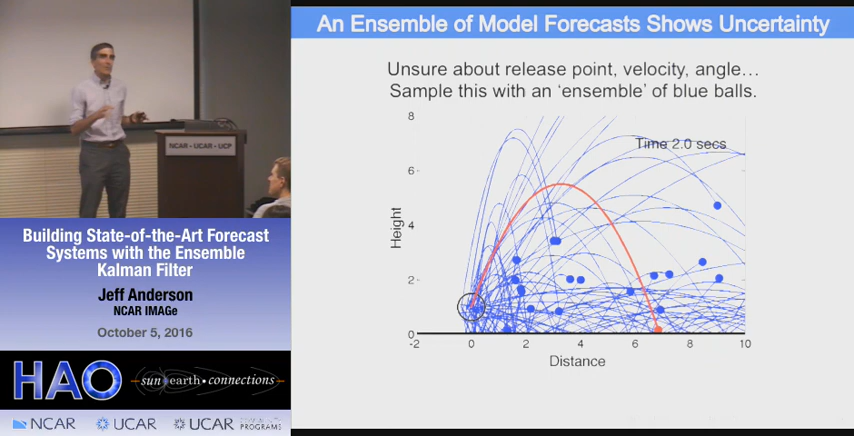 An Ensemble of Model Forecasts Shows Uncertainty
Unsure about release point, velocity, angle…
Sample this with an ‘ensemble’ of blue balls.
Time 2.0 secs
8
6
4
2
0
Height
-2 0 2 4 6 8 10
Distance
NCAR • UCAR • UCP
Building State-of-the-Art Forecast
Systems with the Ensemble
Kalman Filter
Jeff Anderson
NCAR IMAGe
October 5, 2016
HAO
sun earth • connections
NCAR
UCAR
UCAR
COMMUNITY
PROGRAMS